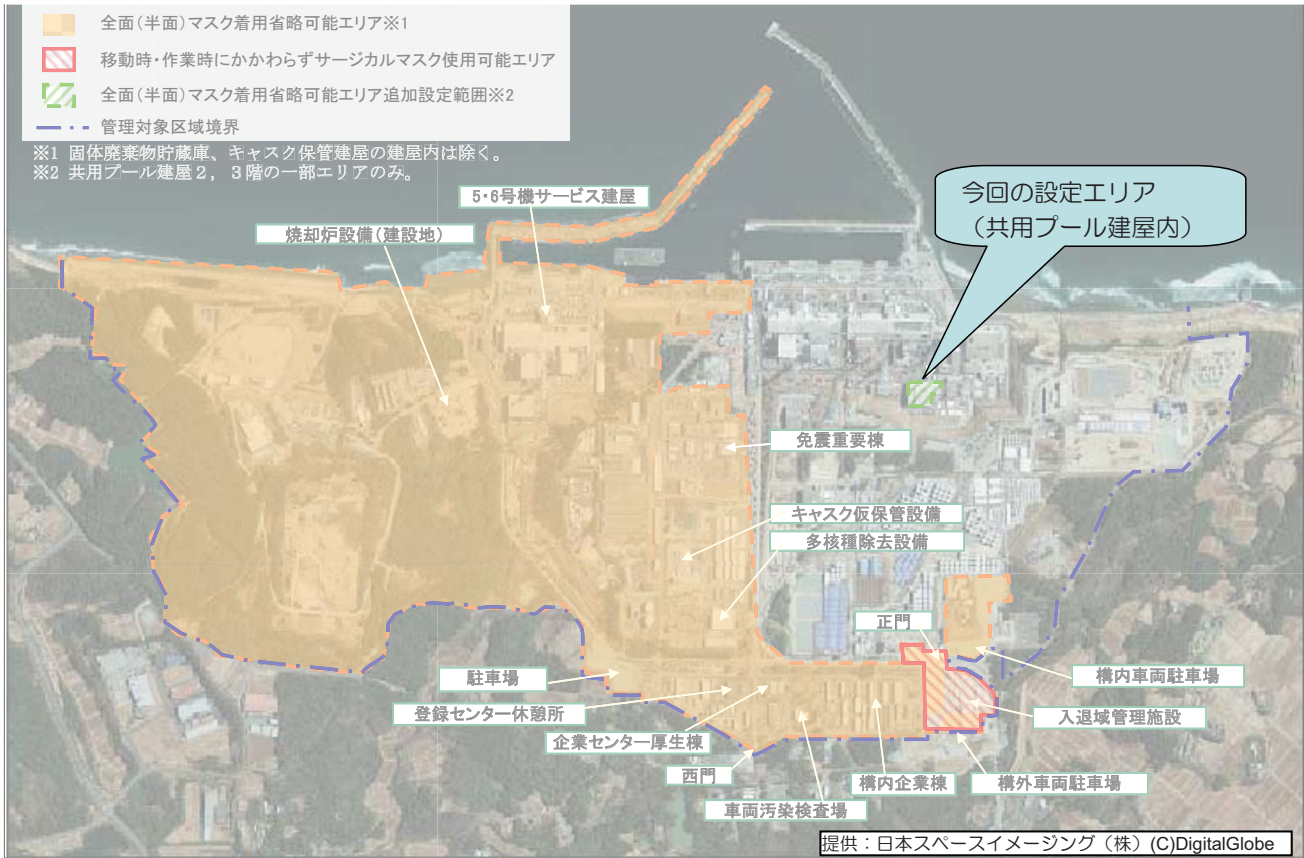 全面(半面)マスク着用省略可能エリア※1
移動時・作業時にかかわらずサージカルマスク使用可能エリア
全面(半面)マスク着用省略可能エリア追加設定範囲※2
管理対象区域境界
※1 固体廃棄物貯蔵庫、キャスク保管建屋の建屋内は除く。
※2 共用プール建屋2，3階の一部エリアのみ。
今回の設定エリア
（共用プール建屋内）
5・6号機サービス建屋
焼却炉設備(建設地)
免震重要棟
キャスク仮保管設備
多核種除去設備
正門
駐車場
構内車両駐車場
登録センター休憩所
入退域管理施設
企業センター厚生棟
西門
構内企業棟
構外車両駐車場
車両汚染検査場
提供：日本スペースイメージング（株）(C)DigitalGlobe